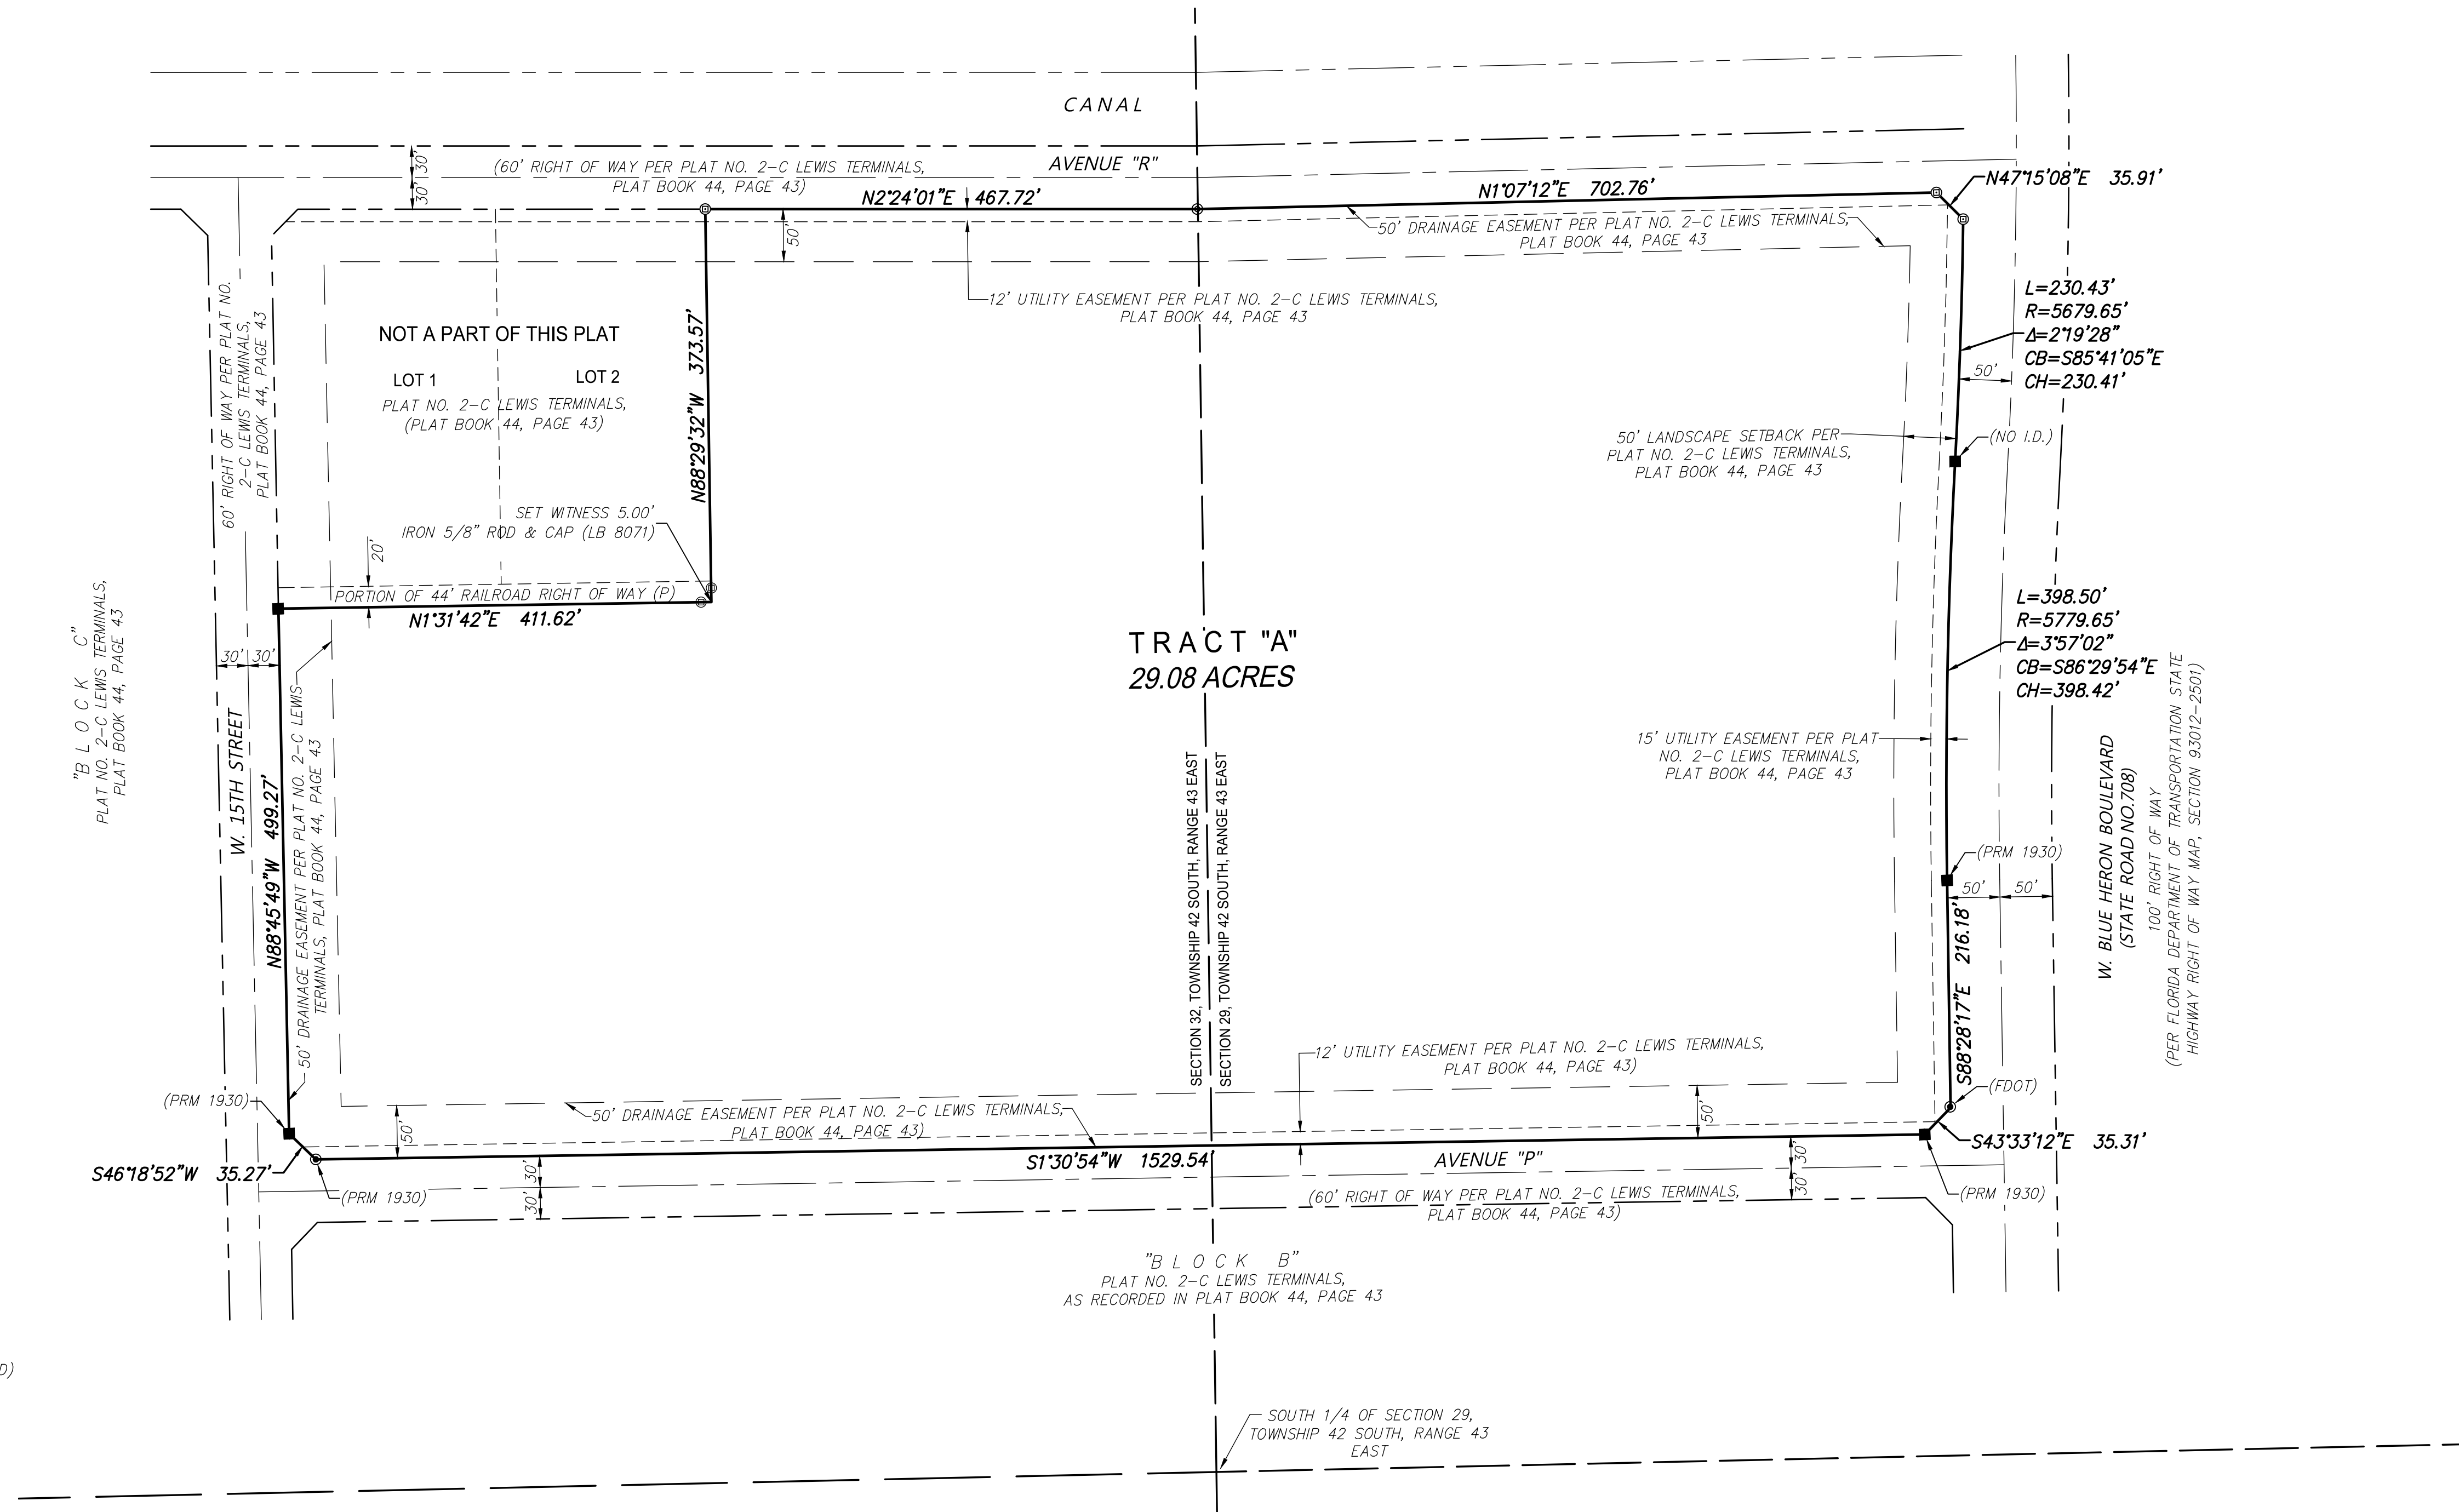 CANAL
AVENUE "R"
(60' RIGHT OF WAY PER PLAT NO. 2-C LEWIS TERMINALS,
PLAT BOOK 44, PAGE 43)
30'
30'
N2°24'01"E 467.72'
N1°07'12"E 702.76'
N47°15'08"E 35.91'
50'
50' DRAINAGE EASEMENT PER PLAT NO. 2-C LEWIS TERMINALS,
PLAT BOOK 44, PAGE 43
12' UTILITY EASEMENT PER PLAT NO. 2-C LEWIS TERMINALS,
PLAT BOOK 44, PAGE 43
L=230.43'
R=5679.65'
Δ=2°19'28"
CB=S85°41'05"E
CH=230.41'
50'
60' RIGHT OF WAY PER PLAT NO.
2-C LEWIS TERMINALS,
PLAT BOOK 44, PAGE 43
NOT A PART OF THIS PLAT
LOT 1
LOT 2
PLAT NO. 2-C LEWIS TERMINALS,
(PLAT BOOK 44, PAGE 43)
N88°29'32"W 373.57'
50' LANDSCAPE SETBACK PER
PLAT NO. 2-C LEWIS TERMINALS,
PLAT BOOK 44, PAGE 43
(NO I.D.)
SET WITNESS 5.00'
IRON 5/8" ROD & CAP (LB 8071)
20'
PORTION OF 44' RAILROAD RIGHT OF WAY (P)
N1°31'42"E 411.62'
"BLOCK C"
PLAT NO. 2-C LEWIS TERMINALS,
PLAT BOOK 44, PAGE 43
30'
30'
W. 15TH STREET
N88°45'49"W 499.27'
50' DRAINAGE EASEMENT PER PLAT NO. 2-C LEWIS
TERMINALS, PLAT BOOK 44, PAGE 43
TRACT "A"
29.08 ACRES
L=398.50'
R=5779.65'
Δ=3°57'02"
CB=S86°29'54"E
CH=398.42'
15' UTILITY EASEMENT PER PLAT
NO. 2-C LEWIS TERMINALS,
PLAT BOOK 44, PAGE 43
W. BLUE HERON BOULEVARD
(STATE ROAD NO.708)
100' RIGHT OF WAY
(PER FLORIDA DEPARTMENT OF TRANSPORTATION STATE
HIGHWAY RIGHT OF WAY MAP, SECTION 93012-2501)
SECTION 32, TOWNSHIP 42 SOUTH, RANGE 43 EAST
SECTION 29, TOWNSHIP 42 SOUTH, RANGE 43 EAST
(PRM 1930)
50'
50'
S88°28'17"E 216.18'
(FDOT)
S43°33'12"E 35.31'
12' UTILITY EASEMENT PER PLAT NO. 2-C LEWIS TERMINALS,
PLAT BOOK 44, PAGE 43)
(PRM 1930)
50'
50' DRAINAGE EASEMENT PER PLAT NO. 2-C LEWIS TERMINALS,
PLAT BOOK 44, PAGE 43)
50'
S46°18'52"W 35.27'
(PRM 1930)
30'
30'
S1°30'54"W 1529.54'
AVENUE "P"
30'
30'
(PRM 1930)
(60' RIGHT OF WAY PER PLAT NO. 2-C LEWIS TERMINALS,
PLAT BOOK 44, PAGE 43)
"BLOCK B"
PLAT NO. 2-C LEWIS TERMINALS,
AS RECORDED IN PLAT BOOK 44, PAGE 43
D)
SOUTH 1/4 OF SECTION 29,
TOWNSHIP 42 SOUTH, RANGE 43
EAST